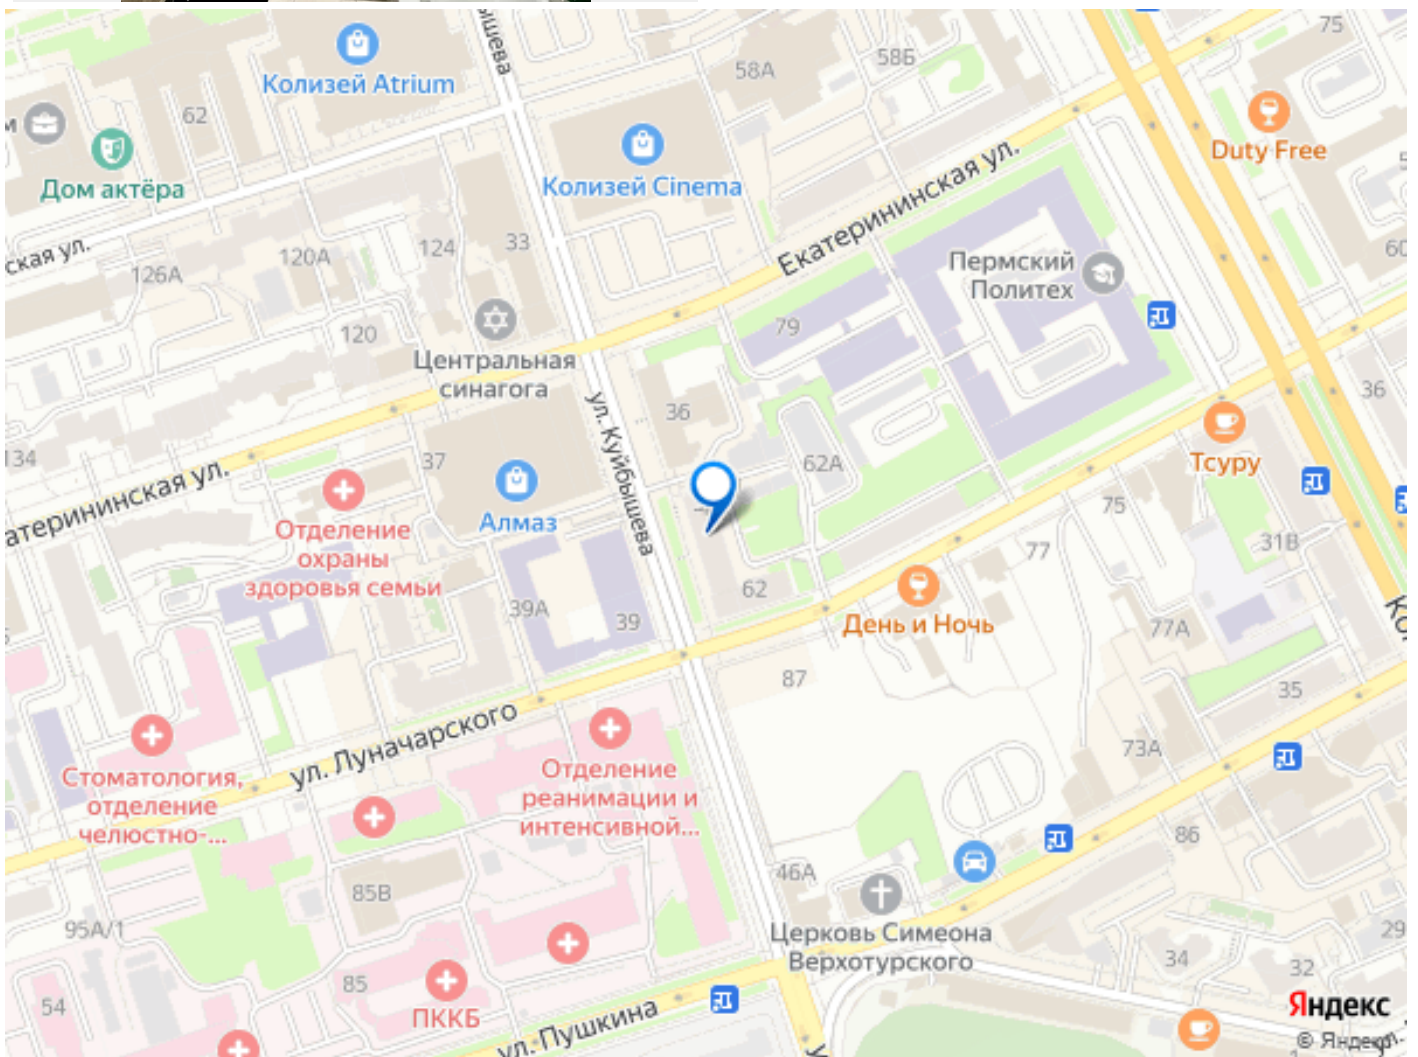 ышева
75
58Б
58А
Колизей Atrium
62
Duty Free
Дом актёра
Колизей Cinema
Екатерининская ул.
ская ул.
124
33
120А
126А
60
Пермский
Политех
79
120
Центральная
синагога
36
36
ул. Куйбышева
134
37
62А
Тсуру
атерининская ул.
Алмаз
75
Отделение
охраны
здоровья семьи
77
31В
62
39А
39
День и Ночь
77А
87
35
ул. Луначарского
73А
Стоматология,
отделение
челюстно-...
Отделение
реанимации и
интенсивной...
86
46А
85В
95А/1
29
Церковь Симеона
Верхотурского
34
32
85
54
ПККБ
ул. Пушкина
Яндекс
© Яндекс